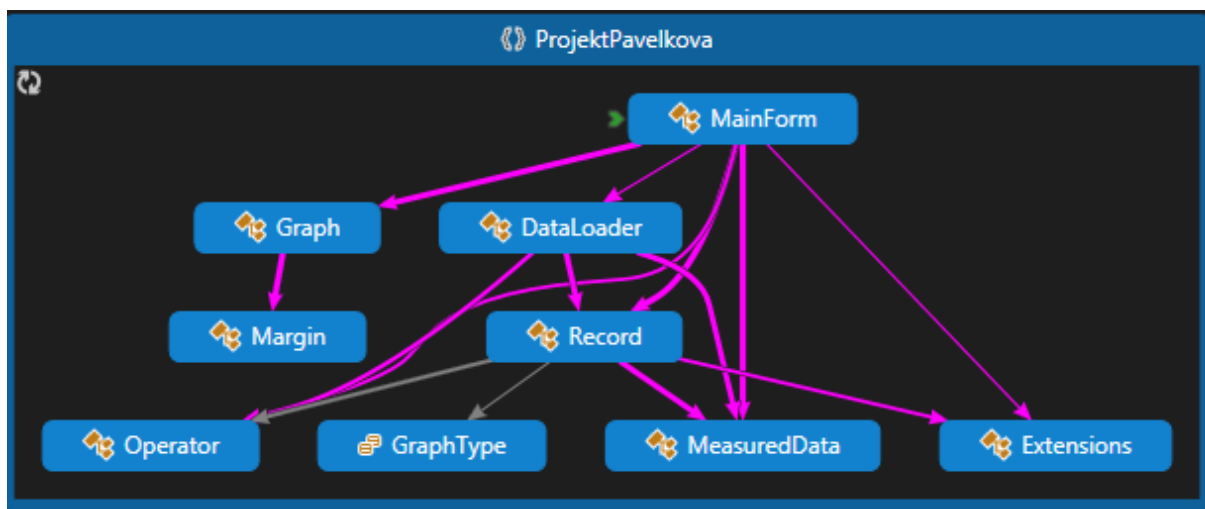 ProjektPavelkova
MainForm
Graph
DataLoader
Margin
Record
Operator
GraphType
MeasuredData
Extensions